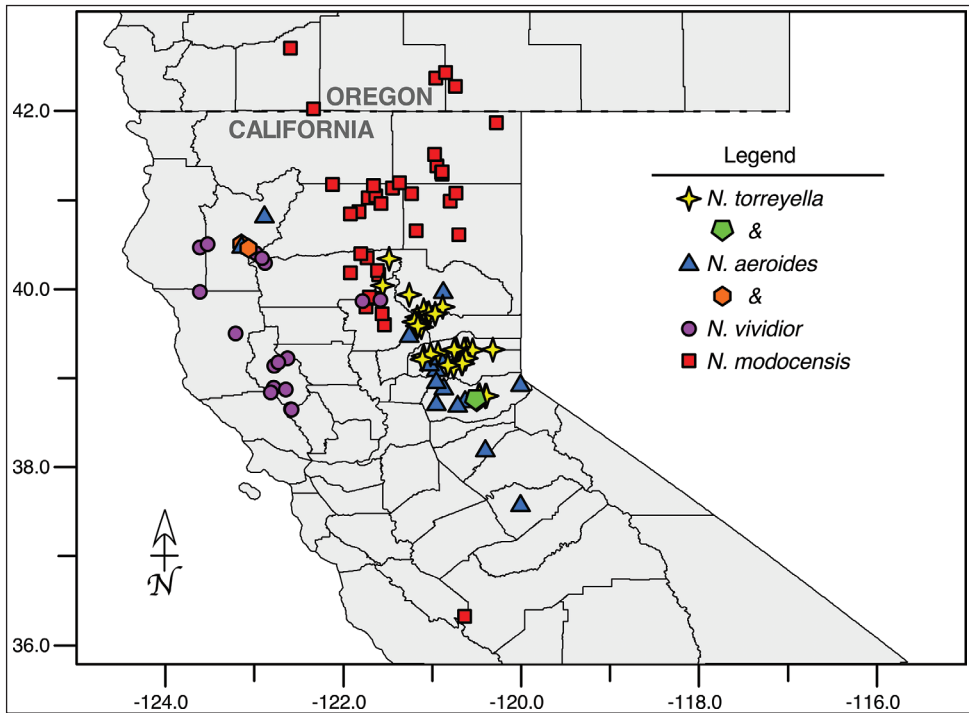 42.0
40.0
38.0
36.0
OREGON
CALIFORNIA
Legend
N. torreyella
&
N. aeroides
&
N. vividior
N. modocensis
N
-124.0 -122.0 -120.0 -118.0 -116.0